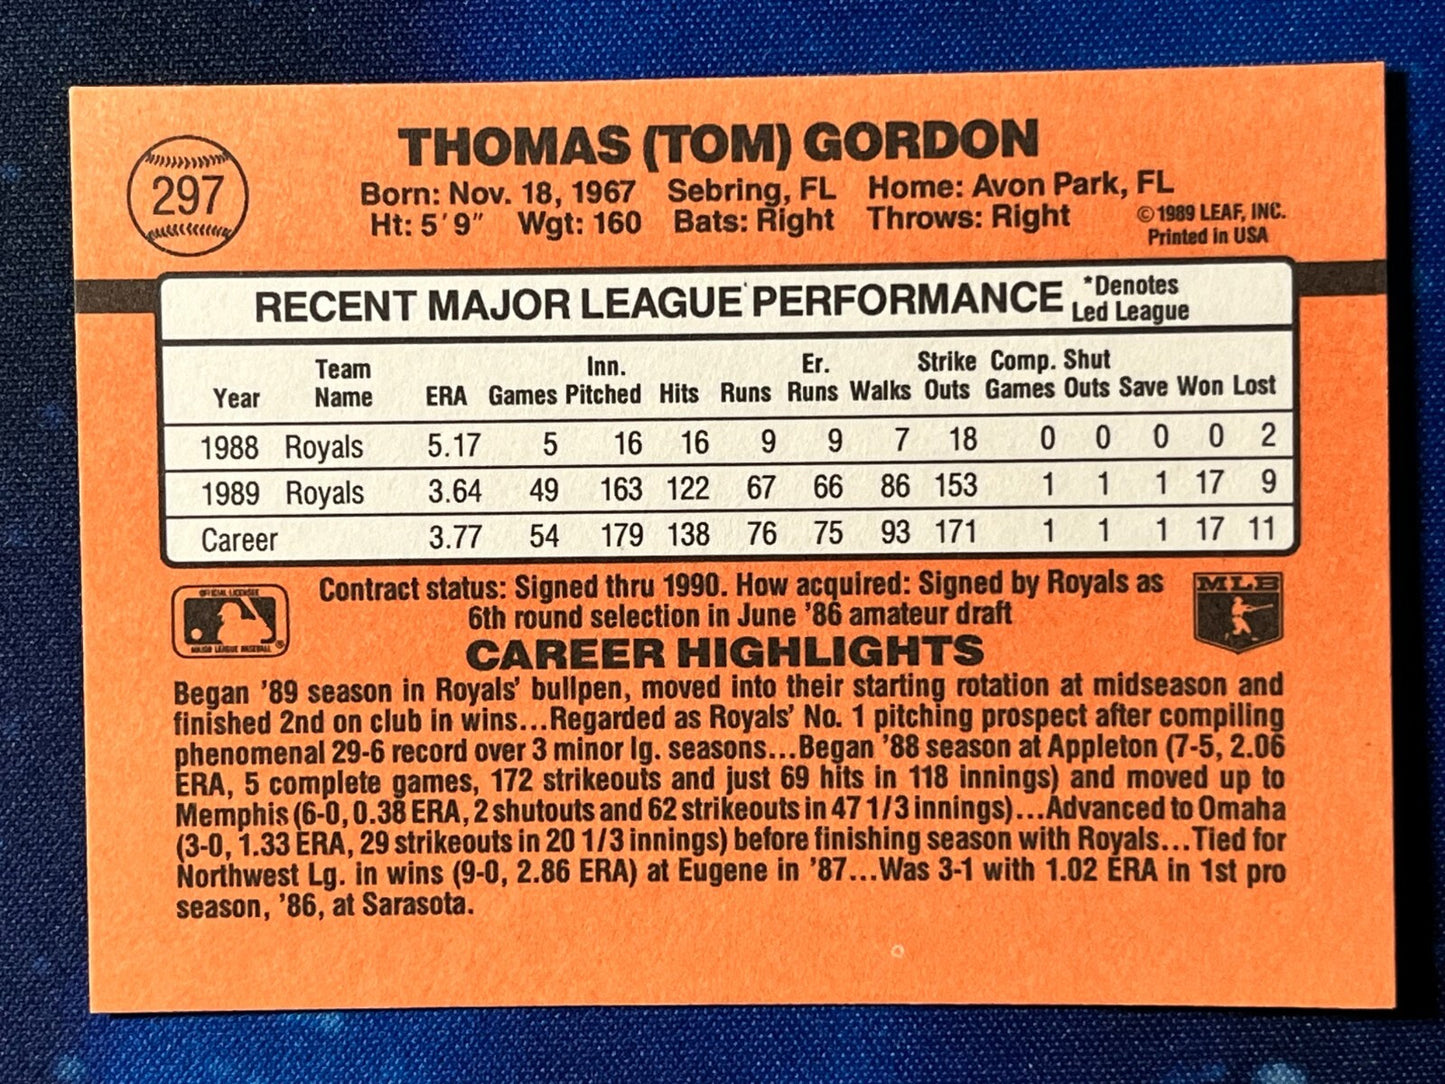 297
THOMAS (TOM) GORDON
Born: Nov. 18, 1967 Sebring, FL Home: Avon Park, FL
Ht: 5'9" Wgt: 160 Bats: Right Throws: Right
©1989 LEAF, INC.
Printed in USA
RECENT MAJOR LEAGUE PERFORMANCE
*Denotes
Led League
Team Inn. Er. Strike Comp. Shut
Year Name ERA Games Pitched Hits Runs Runs Walks Outs Games Outs Save Won Lost
1988 Royals 5.17 5 16 16 9 9 7 18 0 0 0 0 2
1989 Royals 3.64 49 163 122 67 66 86 153 1 1 1 17 9
Career 3.77 54 179 138 76 75 93 171 1 1 1 17 11
Contract status: Signed thru 1990. How acquired: Signed by Royals as
6th round selection in June '86 amateur draft
OFFICIAL LICENSEE
MAJOR LEAGUE BASEBALL ®
MLB
CAREER HIGHLIGHTS
Began '89 season in Royals' bullpen, moved into their starting rotation at midseason and
finished 2nd on club in wins...Regarded as Royals' No. 1 pitching prospect after compiling
phenomenal 29-6 record over 3 minor lg. seasons...Began '88 season at Appleton (7-5, 2.06
ERA, 5 complete games, 172 strikeouts and just 69 hits in 118 innings) and moved up to
Memphis (6-0, 0.38 ERA, 2 shutouts and 62 strikeouts in 47 1/3 innings)...Advanced to Omaha
(3-0, 1.33 ERA, 29 strikeouts in 20 1/3 innings) before finishing season with Royals...Tied for
Northwest Lg. in wins (9-0, 2.86 ERA) at Eugene in '87...Was 3-1 with 1.02 ERA in 1st pro
season, '86, at Sarasota.